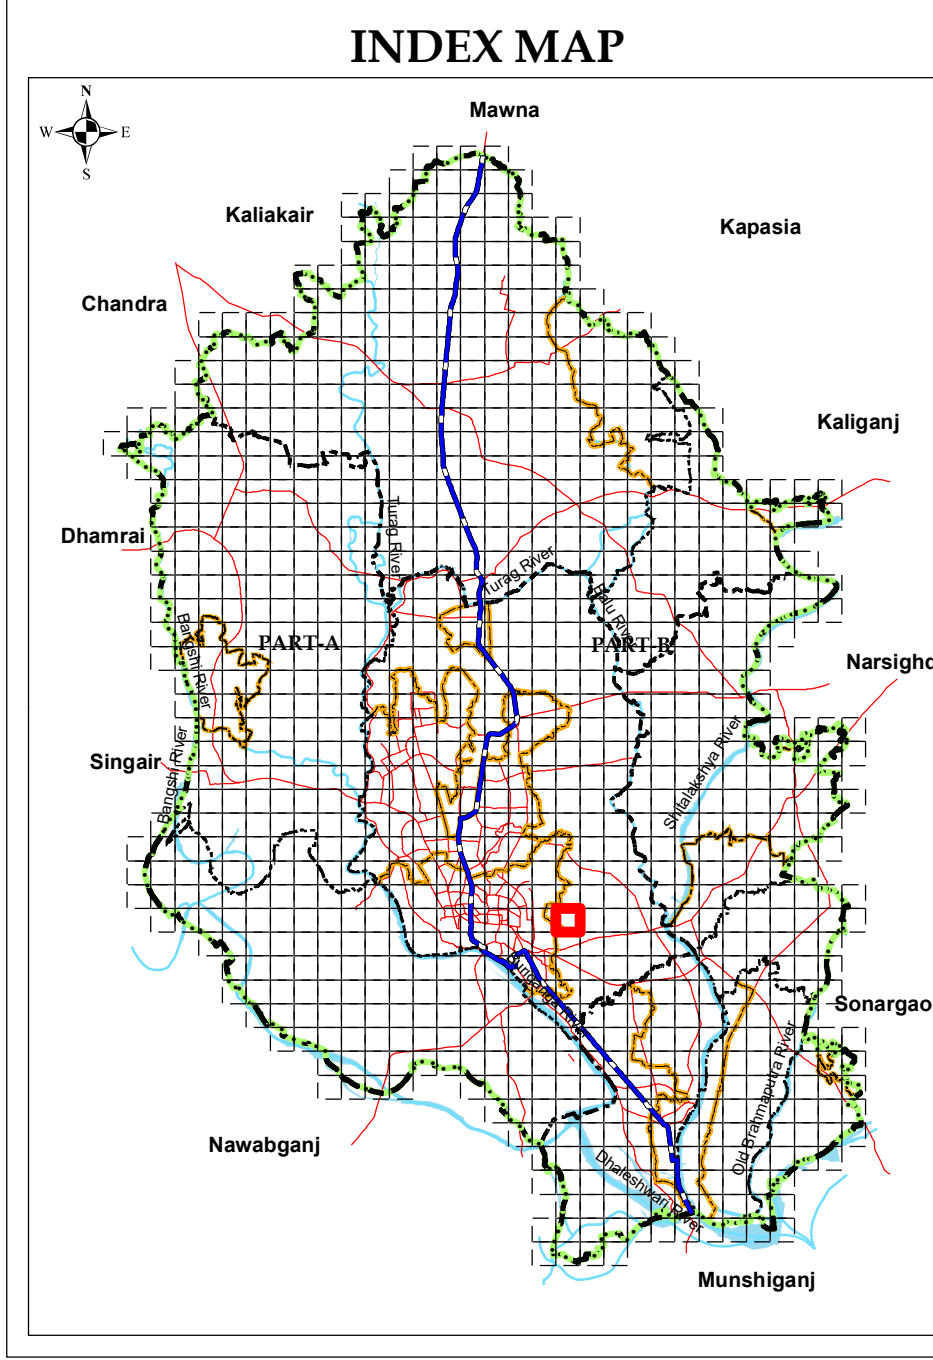 INDEX MAP
N
W E
S
Mawna
Kaliakair
Kapasia
Chandra
Kaliganj
Dhamrai
Turag River
Turag River
Balu River
Bangshi River
PART-A
PART-B
Narsighd
Singair
Bangshi River
Shitalakshya River
Buriganga River
Sonargao
Old Brahmaputra River
Nawabganj
Dhaleshwari River
Munshiganj